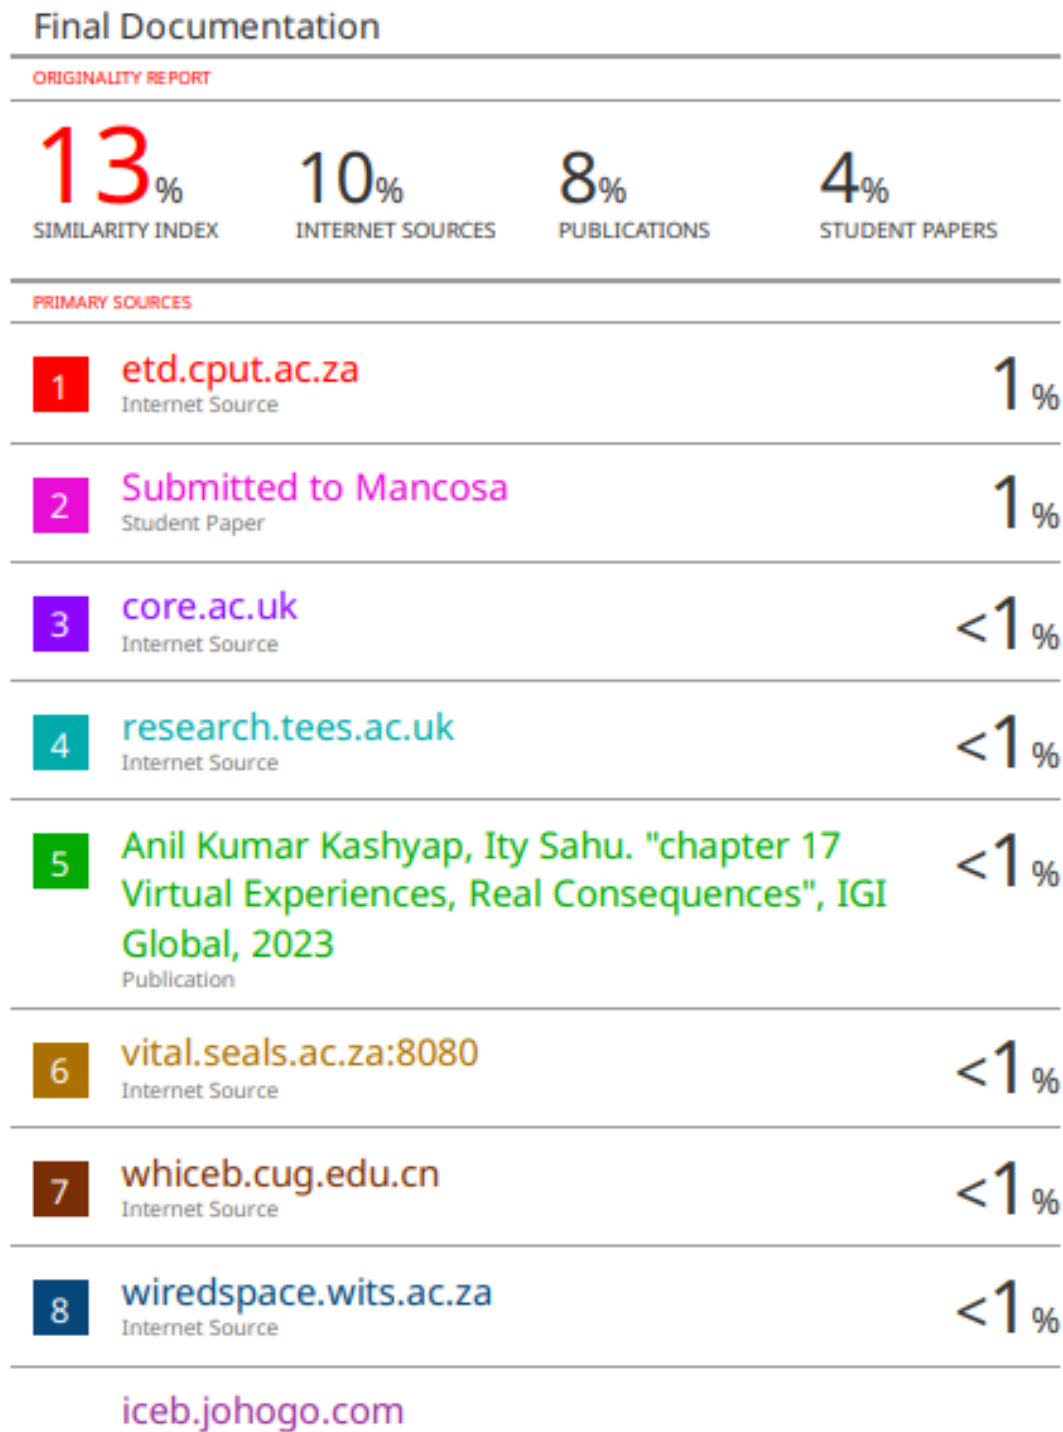 Final Documentation
ORIGINALITY REPORT
13%
10%
8%
4%
SIMILARITY INDEX
INTERNET SOURCES
PUBLICATIONS
STUDENT PAPERS
PRIMARY SOURCES
1
etd.cput.ac.za
Internet Source
1%
2
Submitted to Mancosa
Student Paper
1%
3
core.ac.uk
Internet Source
<1%
4
research.tees.ac.uk
Internet Source
<1%
5
Anil Kumar Kashyap, Ity Sahu. "chapter 17
Virtual Experiences, Real Consequences", IGI
Global, 2023
Publication
<1%
6
vital.seals.ac.za:8080
Internet Source
<1%
7
whiceb.cug.edu.cn
Internet Source
<1%
8
wiredspace.wits.ac.za
Internet Source
<1%
iceb.johogo.com